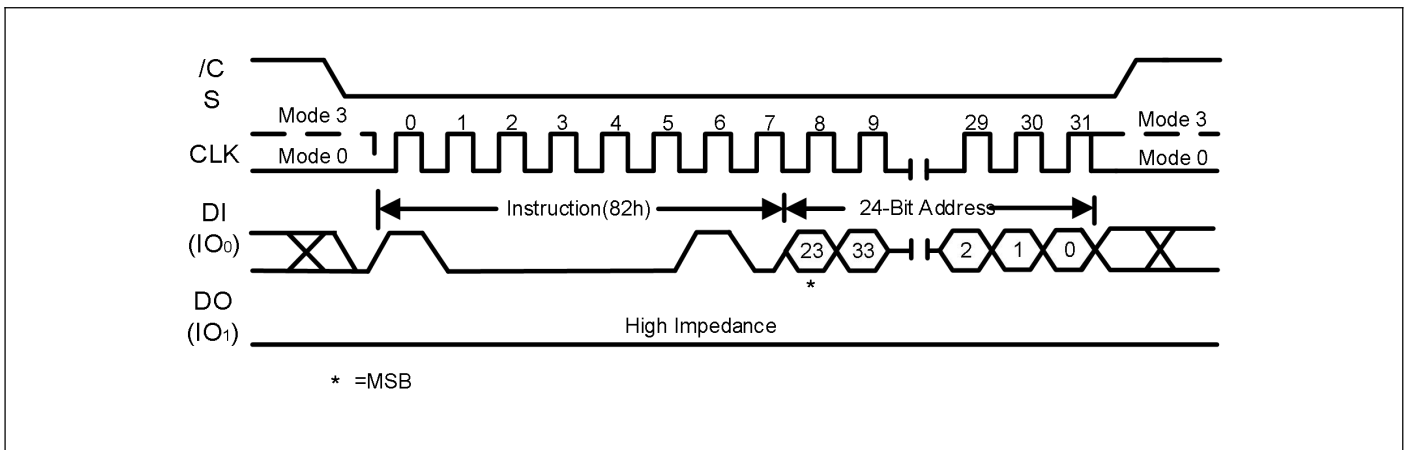 /C
S
Mode 3
0 1 2 3 4 5 6 7 8 9 29 30 31
Mode 3
CLK
Mode 0
Mode 0
DI
(IO₀)
Instruction(82h)
24-Bit Address
23 33 2 1 0
*
DO
(IO₁)
High Impedance
* =MSB